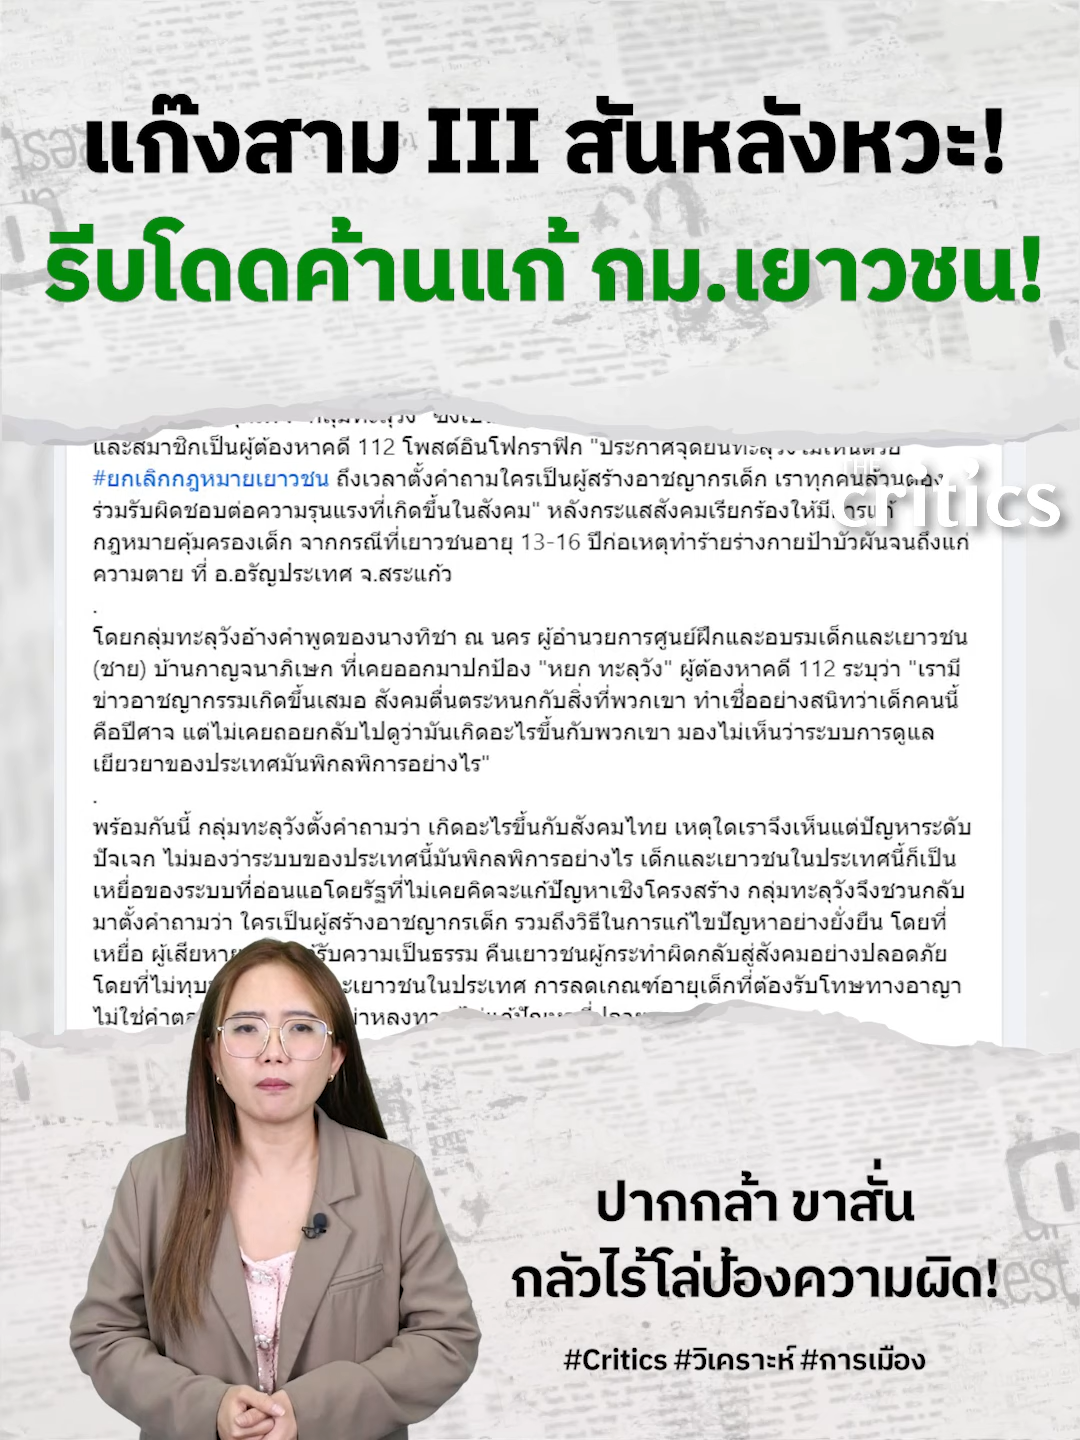 แก๊งสาม III สันหลังหวะ!
รีบโดดค้านแก้ กม.เยาวชน!
และสมาชิกเป็นผู้ต้องหาคดี 112 โพสต์อินโฟกราฟิก "ประกาศจุดยืนทะลุวังไม่เห็นด้วย
#ยกเลิกกฎหมายเยาวชน ถึงเวลาตั้งคำถามใครเป็นผู้สร้างอาชญากรเด็ก เราทุกคนล้วนต้อง
THE critics
ร่วมรับผิดชอบต่อความรุนแรงที่เกิดขึ้นในสังคม" หลังกระแสสังคมเรียกร้องให้มีการแก้
กฎหมายคุ้มครองเด็ก จากกรณีที่เยาวชนอายุ 13-16 ปีก่อเหตุทำร้ายร่างกายป้าบัวผันจนถึงแก่
ความตาย ที่ อ.อรัญประเทศ จ.สระแก้ว
.
โดยกลุ่มทะลุวังอ้างคำพูดของนางทิชา ณ นคร ผู้อำนวยการศูนย์ฝึกและอบรมเด็กและเยาวชน
(ชาย) บ้านกาญจนาภิเษก ที่เคยออกมาปกป้อง "หยก ทะลุวัง" ผู้ต้องหาคดี 112 ระบุว่า "เรามี
ข่าวอาชญากรรมเกิดขึ้นเสมอ สังคมตื่นตระหนกกับสิ่งที่พวกเขา ทำเชื่ออย่างสนิทว่าเด็กคนนี้
คือปีศาจ แต่ไม่เคยถอยกลับไปดูว่ามันเกิดอะไรขึ้นกับพวกเขา มองไม่เห็นว่าระบบการดูแล
เยียวยาของประเทศมันพิกลพิการอย่างไร"
.
พร้อมกันนี้ กลุ่มทะลุวังตั้งคำถามว่า เกิดอะไรขึ้นกับสังคมไทย เหตุใดเราจึงเห็นแต่ปัญหาระดับ
ปัจเจก ไม่มองว่าระบบของประเทศนี้มันพิกลพิการอย่างไร เด็กและเยาวชนในประเทศนี้ก็เป็น
เหยื่อของระบบที่อ่อนแอโดยรัฐที่ไม่เคยคิดจะแก้ปัญหาเชิงโครงสร้าง กลุ่มทะลุวังจึงชวนกลับ
มาตั้งคำถามว่า ใครเป็นผู้สร้างอาชญากรเด็ก รวมถึงวิธีในการแก้ไขปัญหาอย่างยั่งยืน โดยที่
เหยื่อ ผู้เสียหาย รับความเป็นธรรม คืนเยาวชนผู้กระทำผิดกลับสู่สังคมอย่างปลอดภัย
โดยที่ไม่ทุบ และเยาวชนในประเทศ การลดเกณฑ์อายุเด็กที่ต้องรับโทษทางอาญา
ปากกล้า ขาสั่น
กลัวไร้โล่ป้องความผิด!
#Critics #วิเคราะห์ #การเมือง